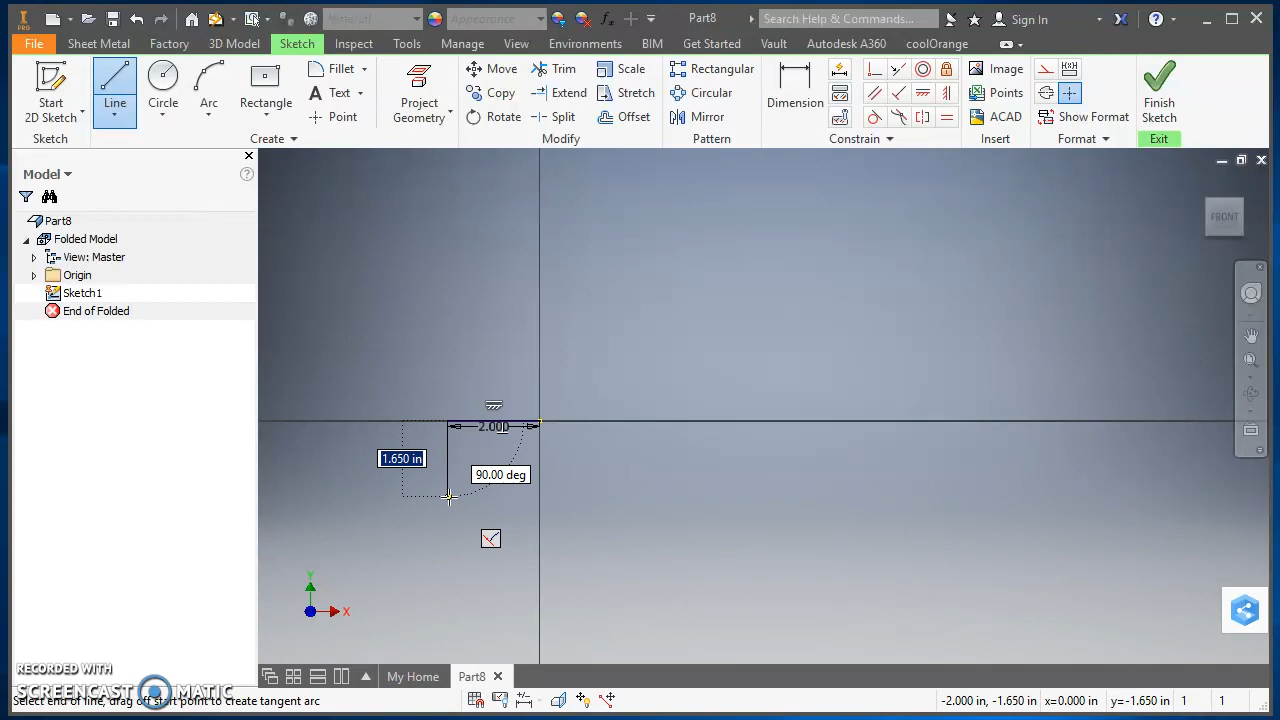 PRO
Material
Appearance
fx
Part8
Search Help & Commands...
Sign In
File Sheet Metal Factory 3D Model Sketch Inspect Tools Manage View Environments BIM Get Started Vault Autodesk A360 coolOrange
Start
2D Sketch
Line
Circle
Arc
Rectangle
Fillet
Text
Point
Project
Geometry
Move
Copy
Rotate
Trim
Extend
Split
Scale
Stretch
Offset
Rectangular
Circular
Mirror
Dimension
Image
Points
ACAD
Show Format
Finish
Sketch
Sketch Create Modify Pattern Constrain Insert Format Exit
Model
Part8
Folded Model
View: Master
Origin
Sketch1
End of Folded
FRONT
2.000
1.650 in
90.00 deg
Y
X
RECORDED WITH
SCREENCAST MATIC
My Home Part8
Select end of line, drag off start point to create tangent arc
-2.000 in, -1.650 in x=0.000 in y=-1.650 in 1 1